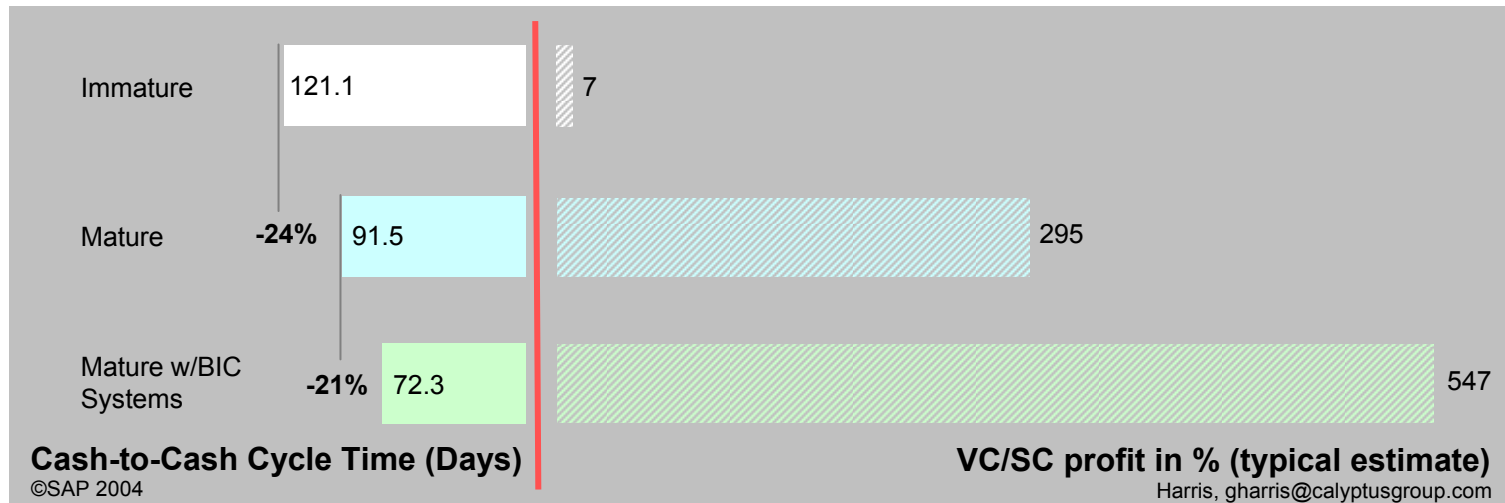 Immature
121.1
7
Mature
-24%
91.5
295
Mature w/BIC
Systems
-21%
72.3
547
Cash-to-Cash Cycle Time (Days)
VC/SC profit in % (typical estimate)
©SAP 2004
Harris, gharris@calyptusgroup.com